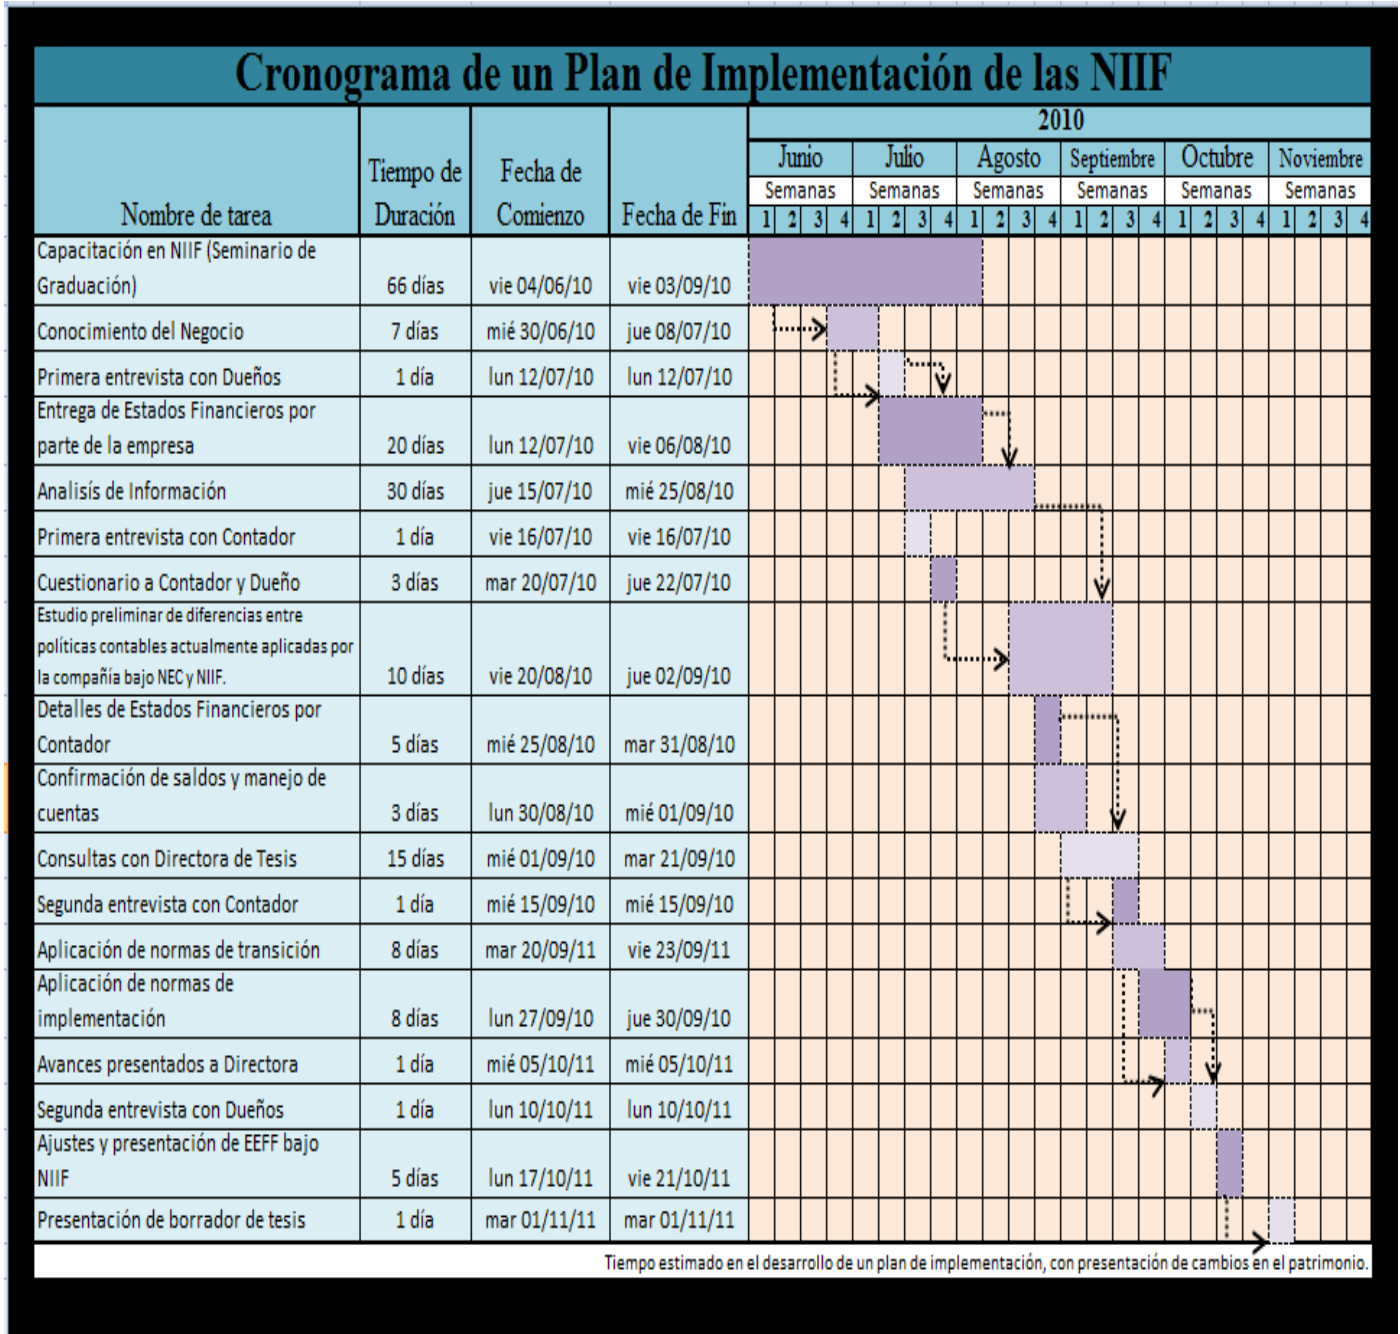 Cronograma de un Plan de Implementación de las NIIF
2010
Nombre de tarea Tiempo de Duración Fecha de Comienzo Fecha de Fin Junio Julio Agosto Septiembre Octubre Noviembre
Semanas Semanas Semanas Semanas Semanas Semanas
1 2 3 4 1 2 3 4 1 2 3 4 1 2 3 4 1 2 3 4 1 2 3 4
Capacitación en NIIF (Seminario de
Graduación) 66 días vie 04/06/10 vie 03/09/10
Conocimiento del Negocio 7 días mié 30/06/10 jue 08/07/10
Primera entrevista con Dueños 1 día lun 12/07/10 lun 12/07/10
Entrega de Estados Financieros por
parte de la empresa 20 días lun 12/07/10 vie 06/08/10
Analisís de Información 30 días jue 15/07/10 mié 25/08/10
Primera entrevista con Contador 1 día vie 16/07/10 vie 16/07/10
Cuestionario a Contador y Dueño 3 días mar 20/07/10 jue 22/07/10
Estudio preliminar de diferencias entre
políticas contables actualmente aplicadas por
la compañía bajo NEC y NIIF. 10 días vie 20/08/10 jue 02/09/10
Detalles de Estados Financieros por
Contador 5 días mié 25/08/10 mar 31/08/10
Confirmación de saldos y manejo de
cuentas 3 días lun 30/08/10 mié 01/09/10
Consultas con Directora de Tesis 15 días mié 01/09/10 mar 21/09/10
Segunda entrevista con Contador 1 día mié 15/09/10 mié 15/09/10
Aplicación de normas de transición 8 días mar 20/09/11 vie 23/09/11
Aplicación de normas de
implementación 8 días lun 27/09/10 jue 30/09/10
Avances presentados a Directora 1 día mié 05/10/11 mié 05/10/11
Segunda entrevista con Dueños 1 día lun 10/10/11 lun 10/10/11
Ajustes y presentación de EEFF bajo
NIIF 5 días lun 17/10/11 vie 21/10/11
Presentación de borrador de tesis 1 día mar 01/11/11 mar 01/11/11
Tiempo estimado en el desarrollo de un plan de implementación, con presentación de cambios en el patrimonio.